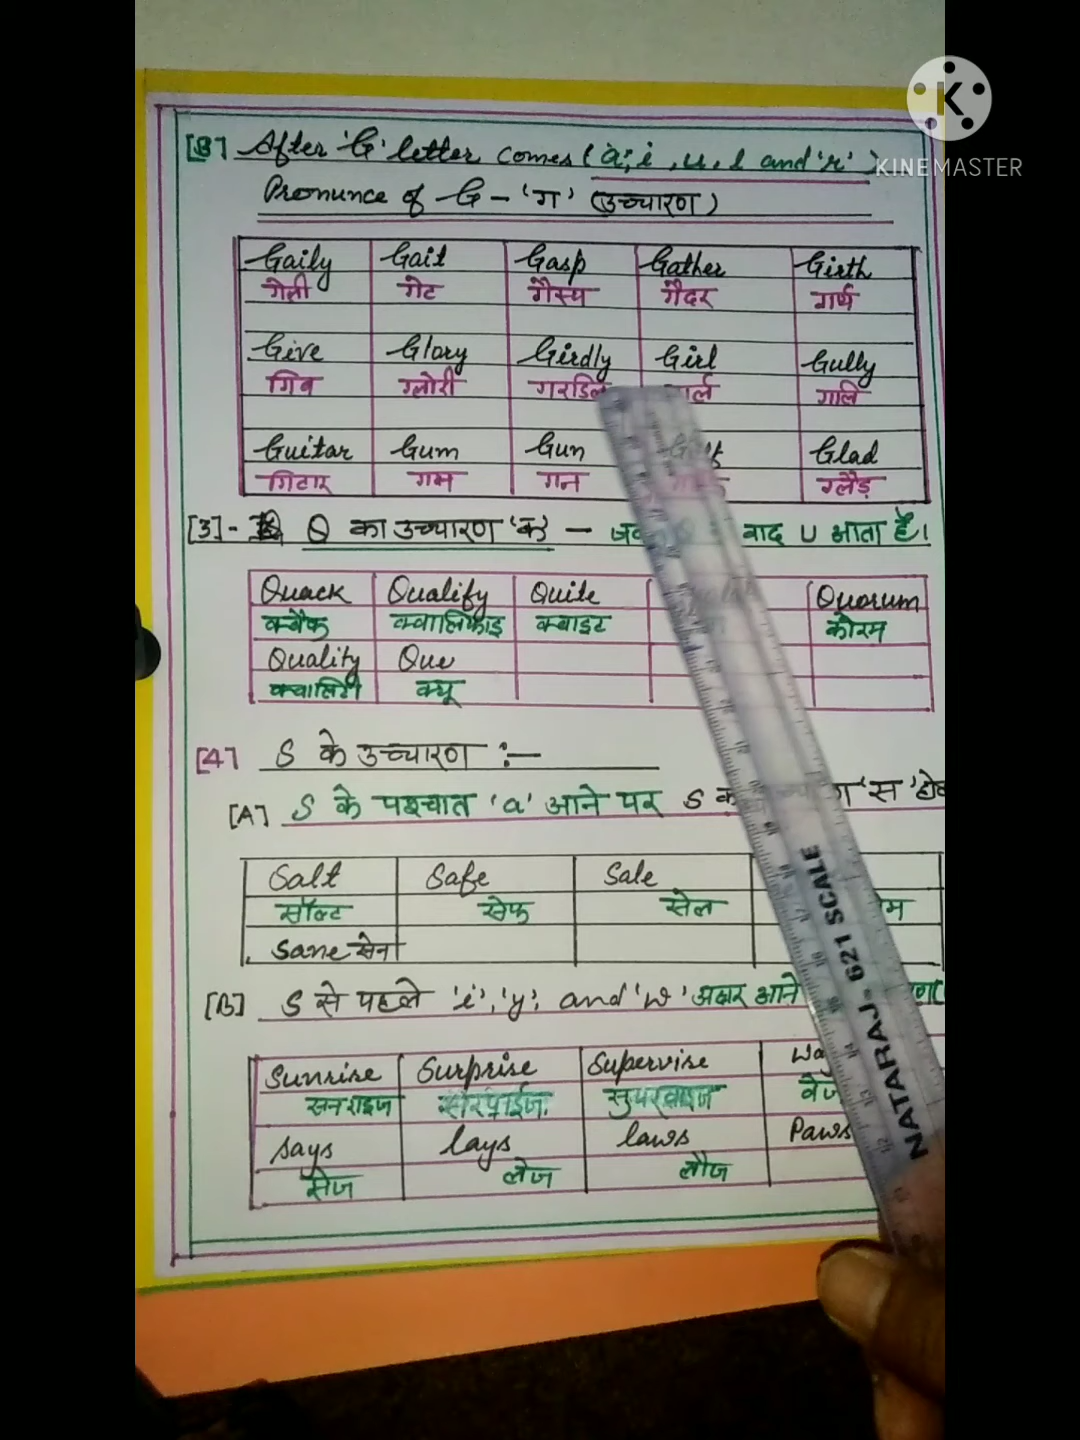 KINEMASTER
[B] After 'G' letter comes ('a', i, u, l and 'r')
Pronunce of G - 'ग' (उच्चारण)
Gaily Gait Gasp Gather Girth
गेली गेट गैस्प गैदर गर्थ
Give Glory Girdly Girl Gully
गिव ग्लोरी गरडिल गर्ल गलि
Guitar Gum Gun Glad
गिटार गम गन ग्लैड़
[3]- Q का उच्चारण 'क' - बाद U आता है।
Quack Qualify Quite Quorum
क्वैक क्वालिफाइ क्वाइट कोरम
Quality Que
क्वालिटी क्यू
[4] S के उच्चारण :-
[A] S के पश्चात 'a' आने पर S 'स'
Salt Safe Sale
सॉल्ट सेफ सेल
Sane सेन
[B] S से पहले 'i', 'y', and 'w' अक्षर आने
Sunrise Surprise Supervise
सनराइज सरप्राईज सुपरवाइज
Says lays laws Paws
सेज लेज लौज
NATARAJ- 621 SCALE